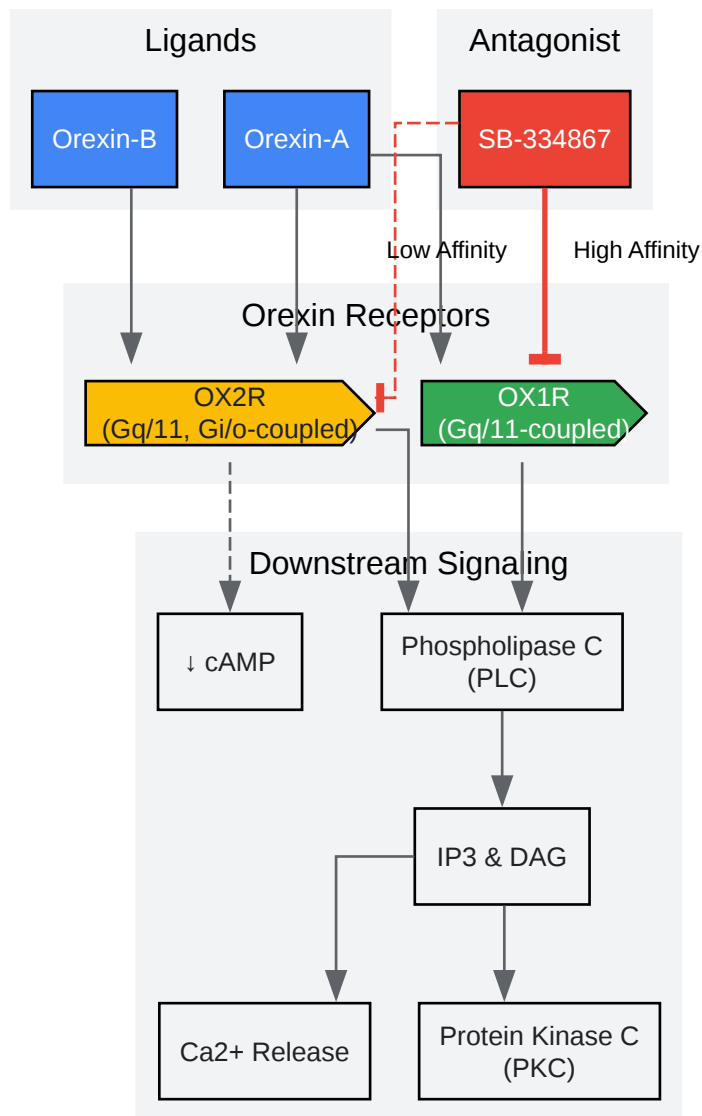 Ligands
Antagonist
Orexin-B
Orexin-A
SB-334867
Low Affinity
High Affinity
Orexin Receptors
OX2R
(Gq/11, Gi/o-coupled)
OX1R
(Gq/11-coupled)
Downstream Signaling
↓ cAMP
Phospholipase C
(PLC)
IP3 & DAG
Ca2+ Release
Protein Kinase C
(PKC)